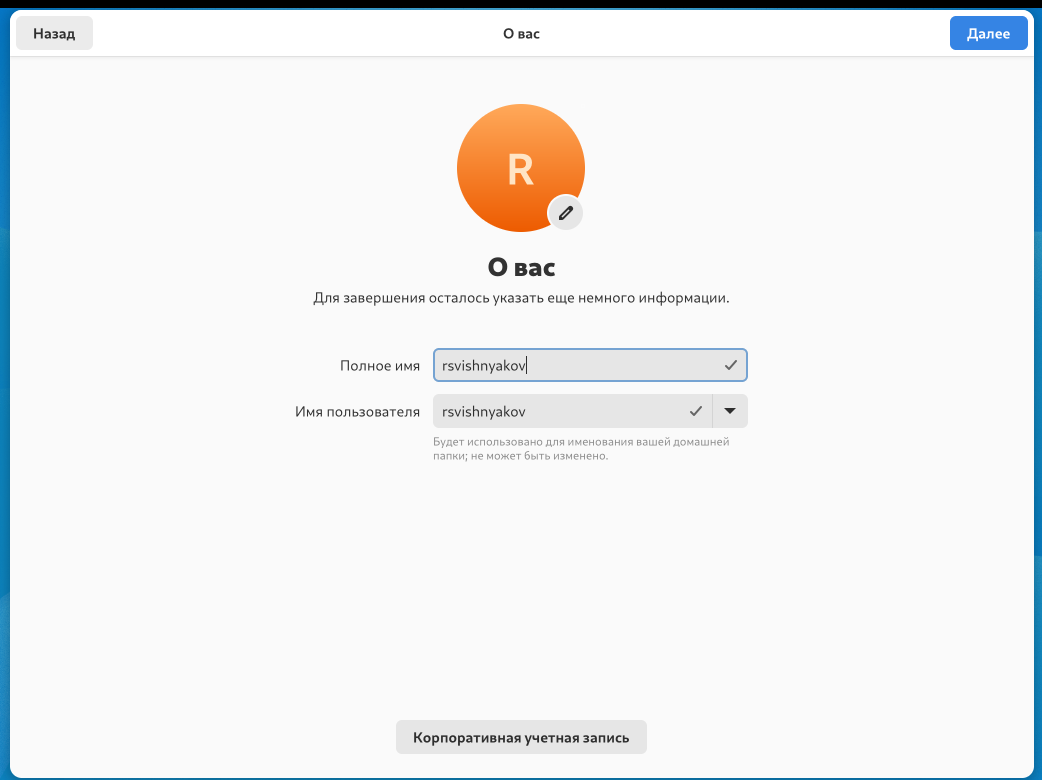 Назад
О вас
Далее
R
О вас
Для завершения осталось указать еще немного информации.
Полное имя rsvishnyakov
Имя пользователя rsvishnyakov
Будет использовано для именования вашей домашней
папки; не может быть изменено.
Корпоративная учетная запись